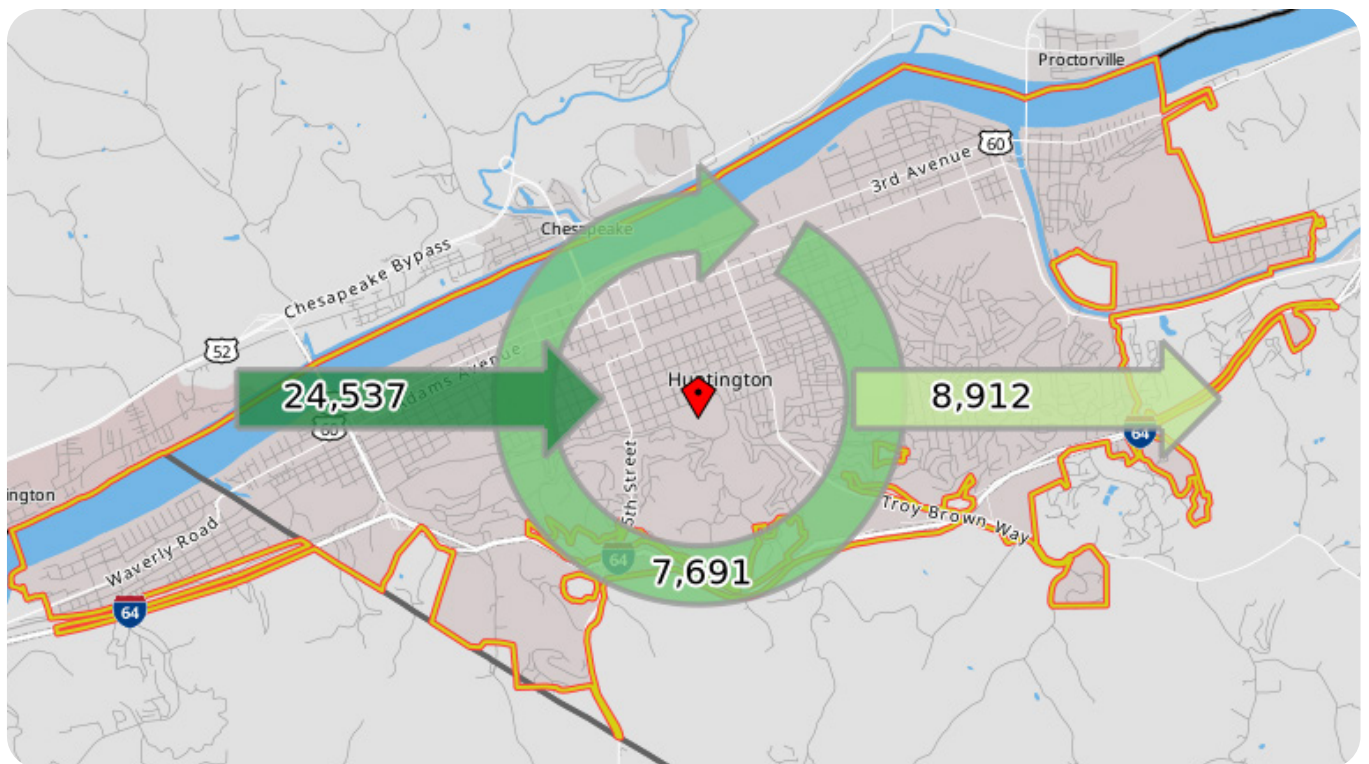 Proctorville
60
3rd Avenue
Chesapeake
Chesapeake Bypass
52
Adams Avenue
Huntington
24,537
8,912
60
64
5th Street
ington
Troy Brown Way
Waverly Road
64
7,691
64